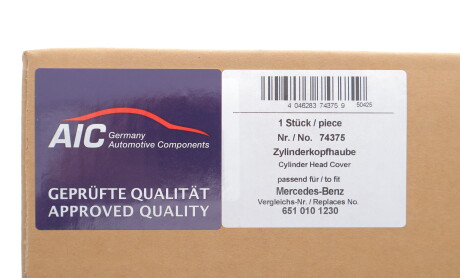 AIC Germany
Automotive Components
GEPRÜFTE QUALITÄT
APPROVED QUALITY
4 046283 74375 9 50425
1 Stück / piece
Nr. / No. 74375
Zylinderkopfhaube
Cylinder Head Cover
passend für / to fit
Mercedes-Benz
Vergleichs-Nr. / Replaces No.
651 010 1230